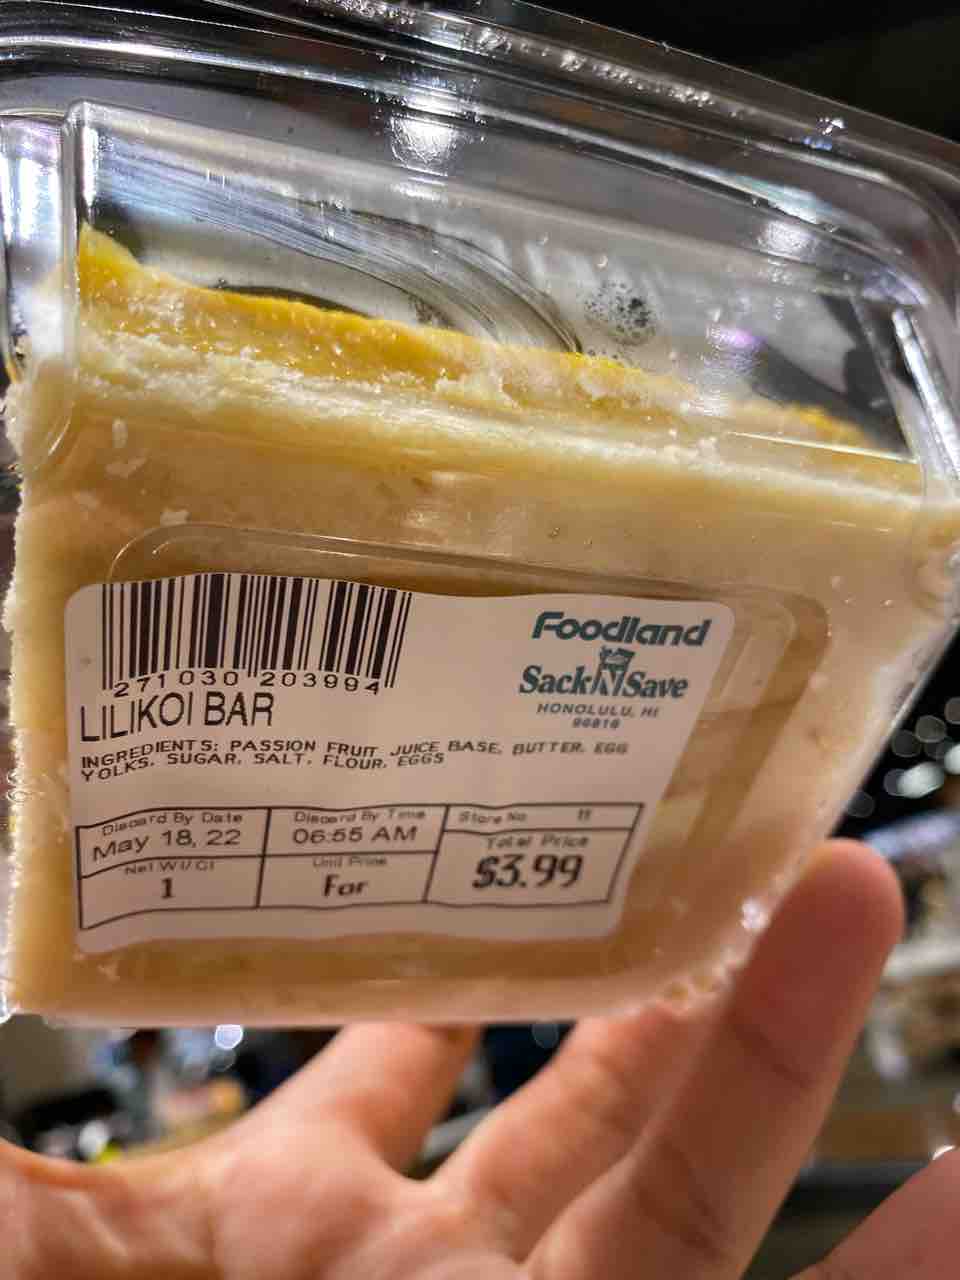 271030 203994
LILIKOI BAR
INGREDIENTS: PASSION FRUIT JUICE BASE, BUTTER, EGG
YOLKS, SUGAR, SALT, FLOUR, EGGS
Foodland
Sack N Save
HONOLULU, HI
96816
Discard By Date
May 18, 22
Discard By Time
06:55 AM
Store No 11
Net Wt/Ct
1
Unit Price
For
Total Price
$3.99